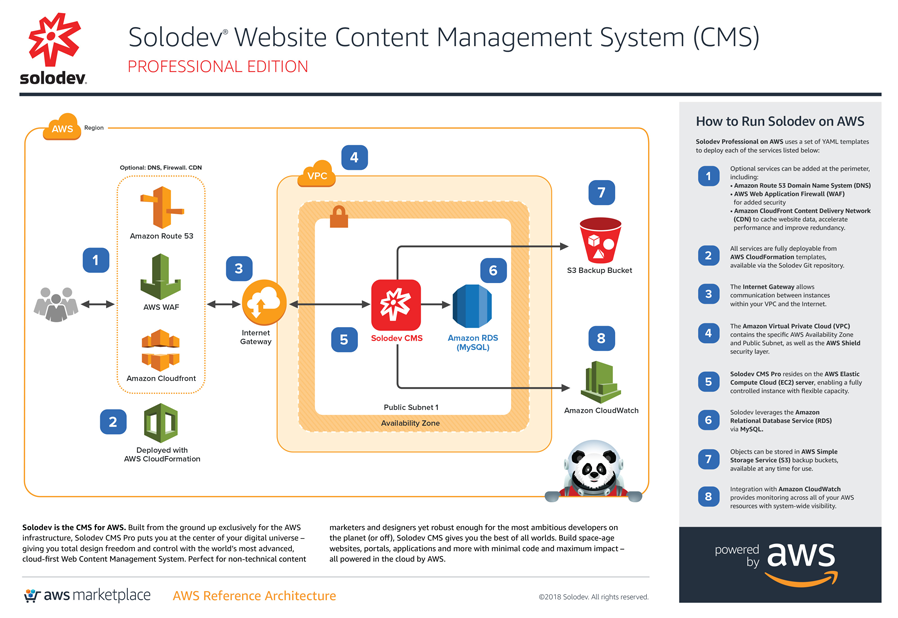 solodev.
Solodev® Website Content Management System (CMS)
PROFESSIONAL EDITION
AWS
Region
Optional: DNS, Firewall. CDN
Amazon Route 53
1
AWS WAF
Amazon Cloudfront
2
Deployed with
AWS CloudFormation
3
Internet
Gateway
VPC
4
5
Solodev CMS
6
Amazon RDS
(MySQL)
Public Subnet 1
Availability Zone
7
S3 Backup Bucket
8
Amazon CloudWatch
How to Run Solodev on AWS
Solodev Professional on AWS uses a set of YAML templates
to deploy each of the services listed below:
1
Optional services can be added at the perimeter,
including:
• Amazon Route 53 Domain Name System (DNS)
• AWS Web Application Firewall (WAF)
for added security
• Amazon CloudFront Content Delivery Network
(CDN) to cache website data, accelerate
performance and improve redundancy.
2
All services are fully deployable from
AWS CloudFormation templates,
available via the Solodev Git repository.
3
The Internet Gateway allows
communication between instances
within your VPC and the Internet.
4
The Amazon Virtual Private Cloud (VPC)
contains the specific AWS Availability Zone
and Public Subnet, as well as the AWS Shield
security layer.
5
Solodev CMS Pro resides on the AWS Elastic
Compute Cloud (EC2) server, enabling a fully
controlled instance with flexible capacity.
6
Solodev leverages the Amazon
Relational Database Service (RDS)
via MySQL.
7
Objects can be stored in AWS Simple
Storage Service (S3) backup buckets,
available at any time for use.
8
Integration with Amazon CloudWatch
provides monitoring across all of your AWS
resources with system-wide visibility.
Solodev is the CMS for AWS. Built from the ground up exclusively for the AWS
infrastructure, Solodev CMS Pro puts you at the center of your digital universe –
giving you total design freedom and control with the world's most advanced,
cloud-first Web Content Management System. Perfect for non-technical content
marketers and designers yet robust enough for the most ambitious developers on
the planet (or off), Solodev CMS gives you the best of all worlds. Build space-age
websites, portals, applications and more with minimal code and maximum impact –
all powered in the cloud by AWS.
aws marketplace
AWS Reference Architecture
©2018 Solodev. All rights reserved.
powered
by
aws